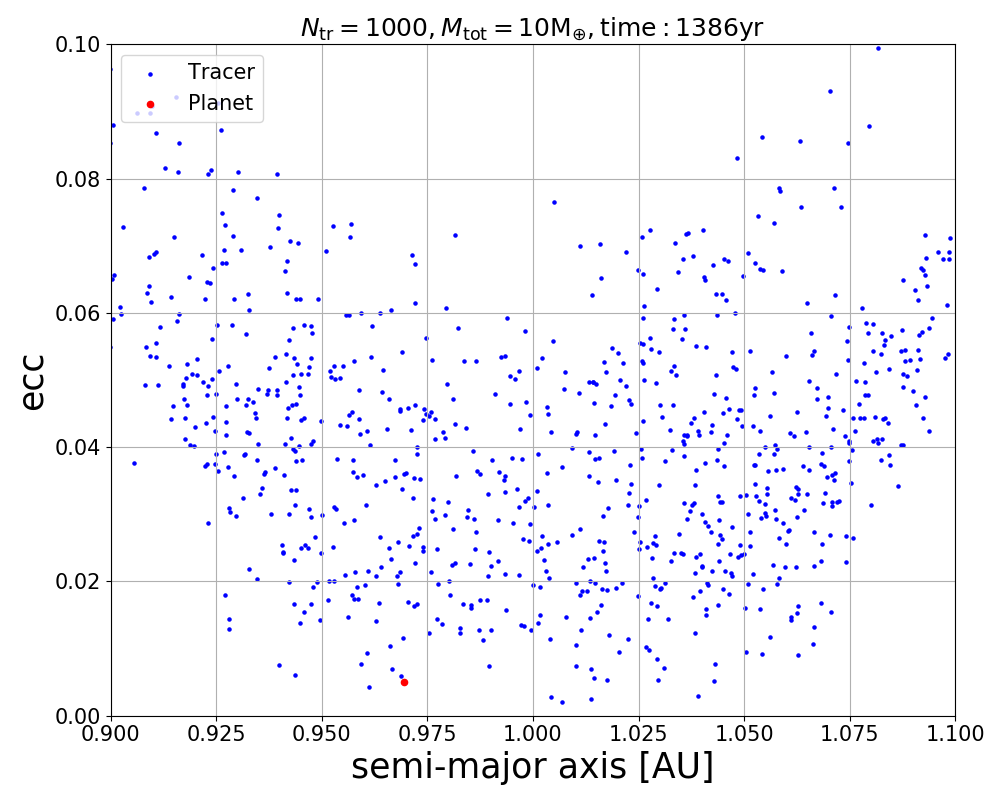 N_tr = 1000, M_tot = 10M_⊕, time : 1386yr
Tracer
Planet
0.10
0.08
0.06
0.04
0.02
0.00
ecc
0.900 0.925 0.950 0.975 1.000 1.025 1.050 1.075 1.100
semi-major axis [AU]